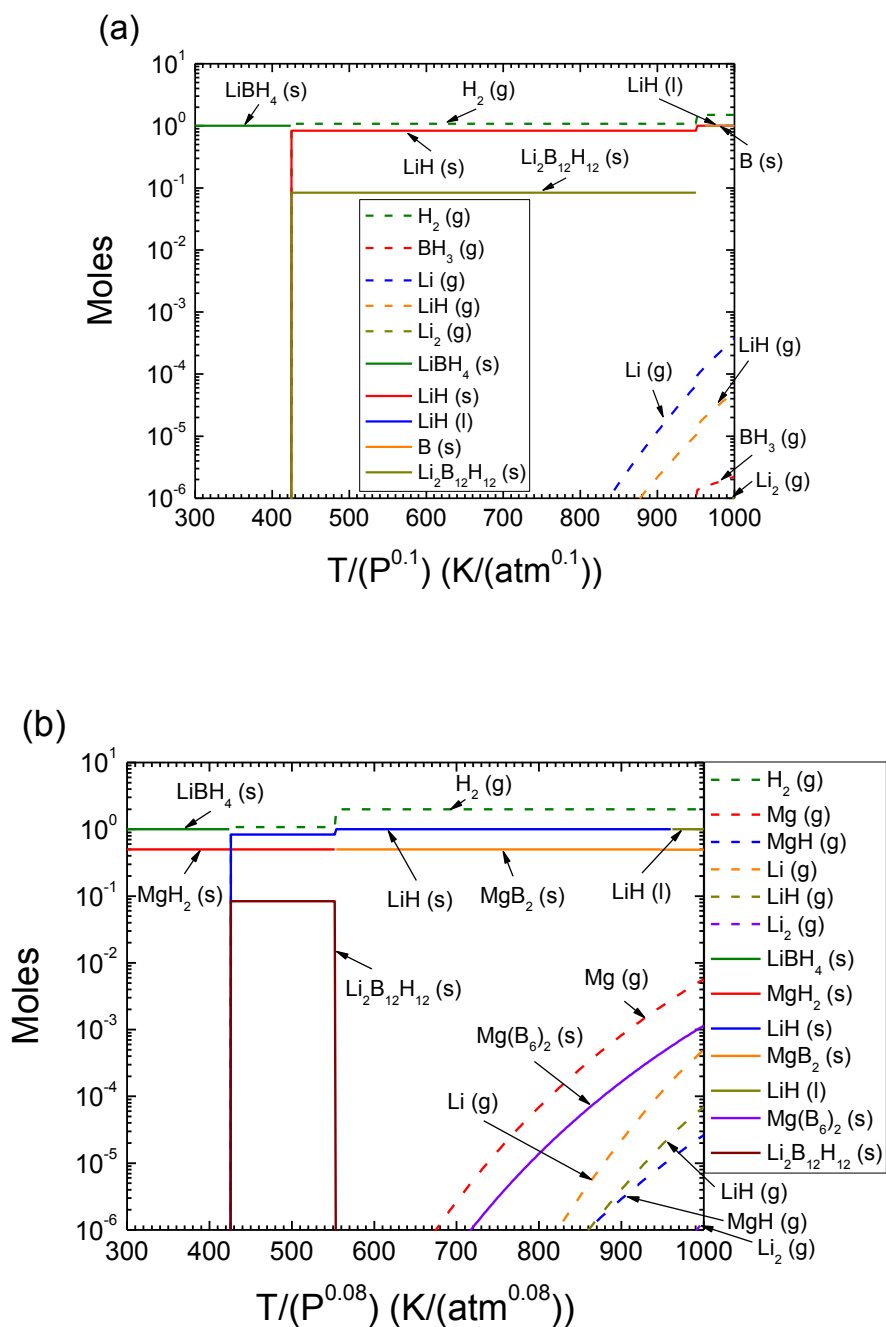 (a)
10^1
10^0
10^-1
10^-2
10^-3
10^-4
10^-5
10^-6
Moles
LiBH4 (s)
H2 (g)
LiH (l)
LiH (s)
B (s)
Li2B12H12 (s)
H2 (g)
BH3 (g)
Li (g)
LiH (g)
Li2 (g)
LiBH4 (s)
LiH (s)
LiH (l)
B (s)
Li2B12H12 (s)
Li (g)
LiH (g)
BH3 (g)
Li2 (g)
300 400 500 600 700 800 900 1000
T/(P^0.1) (K/(atm^0.1))
(b)
10^1
10^0
10^-1
10^-2
10^-3
10^-4
10^-5
10^-6
Moles
LiBH4 (s)
H2 (g)
MgH2 (s)
LiH (s)
MgB2 (s)
LiH (l)
Li2B12H12 (s)
Mg (g)
Mg(B6)2 (s)
Li (g)
LiH (g)
MgH (g)
Li2 (g)
H2 (g)
Mg (g)
MgH (g)
Li (g)
LiH (g)
Li2 (g)
LiBH4 (s)
MgH2 (s)
LiH (s)
MgB2 (s)
LiH (l)
Mg(B6)2 (s)
Li2B12H12 (s)
300 400 500 600 700 800 900 1000
T/(P^0.08) (K/(atm^0.08))